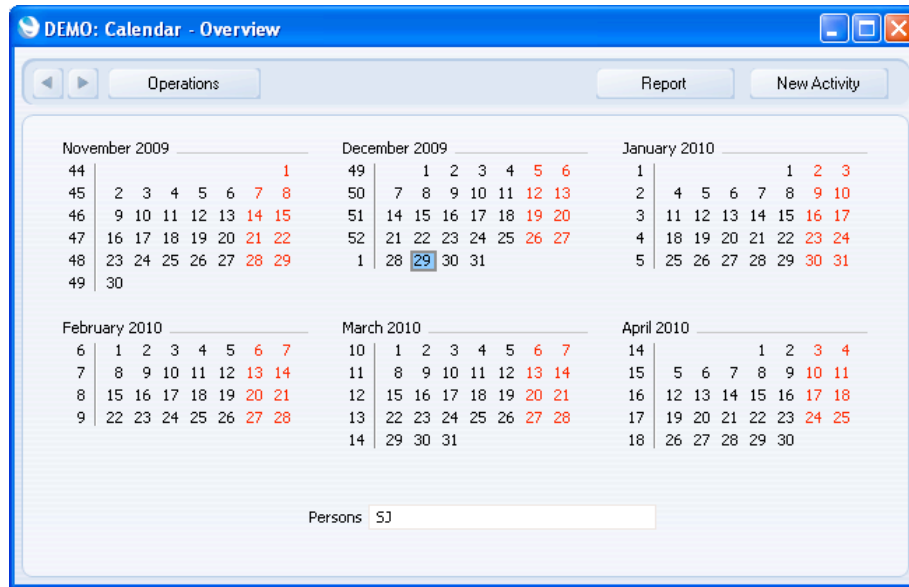 DEMO: Calendar - Overview
Operations Report New Activity
November 2009 December 2009 January 2010
44 1 49 1 2 3 4 5 6 1 1 2 3
45 2 3 4 5 6 7 8 50 7 8 9 10 11 12 13 2 4 5 6 7 8 9 10
46 9 10 11 12 13 14 15 51 14 15 16 17 18 19 20 3 11 12 13 14 15 16 17
47 16 17 18 19 20 21 22 52 21 22 23 24 25 26 27 4 18 19 20 21 22 23 24
48 23 24 25 26 27 28 29 1 28 29 30 31 5 25 26 27 28 29 30 31
49 30
February 2010 March 2010 April 2010
6 1 2 3 4 5 6 7 10 1 2 3 4 5 6 7 14 1 2 3 4
7 8 9 10 11 12 13 14 11 8 9 10 11 12 13 14 15 5 6 7 8 9 10 11
8 15 16 17 18 19 20 21 12 15 16 17 18 19 20 21 16 12 13 14 15 16 17 18
9 22 23 24 25 26 27 28 13 22 23 24 25 26 27 28 17 19 20 21 22 23 24 25
14 29 30 31 18 26 27 28 29 30
Persons SJ